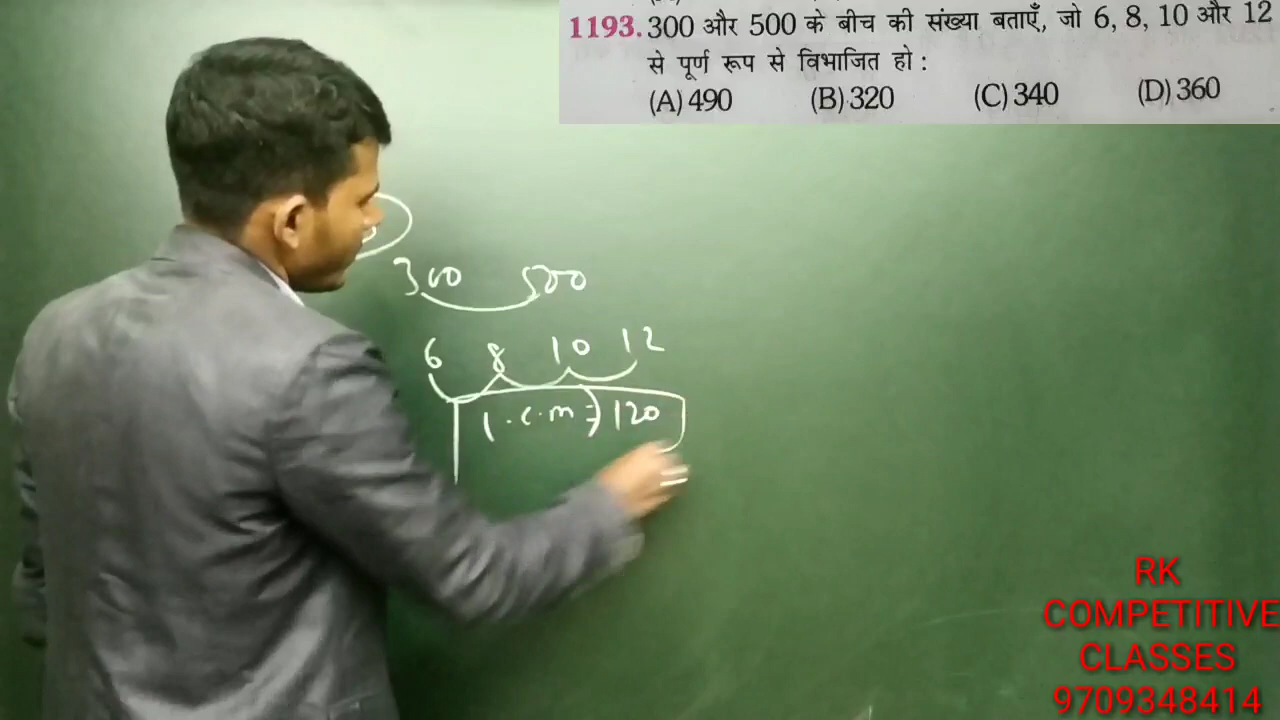 1193. 300 और 500 के बीच की संख्या बताएँ, जो 6, 8, 10 और 12
से पूर्ण रूप से विभाजित हो :
(A) 490 (B) 320 (C) 340 (D) 360
300 500
6 8 10 12
l.c.m = 120
RK
COMPETITIVE
CLASSES
9709348414